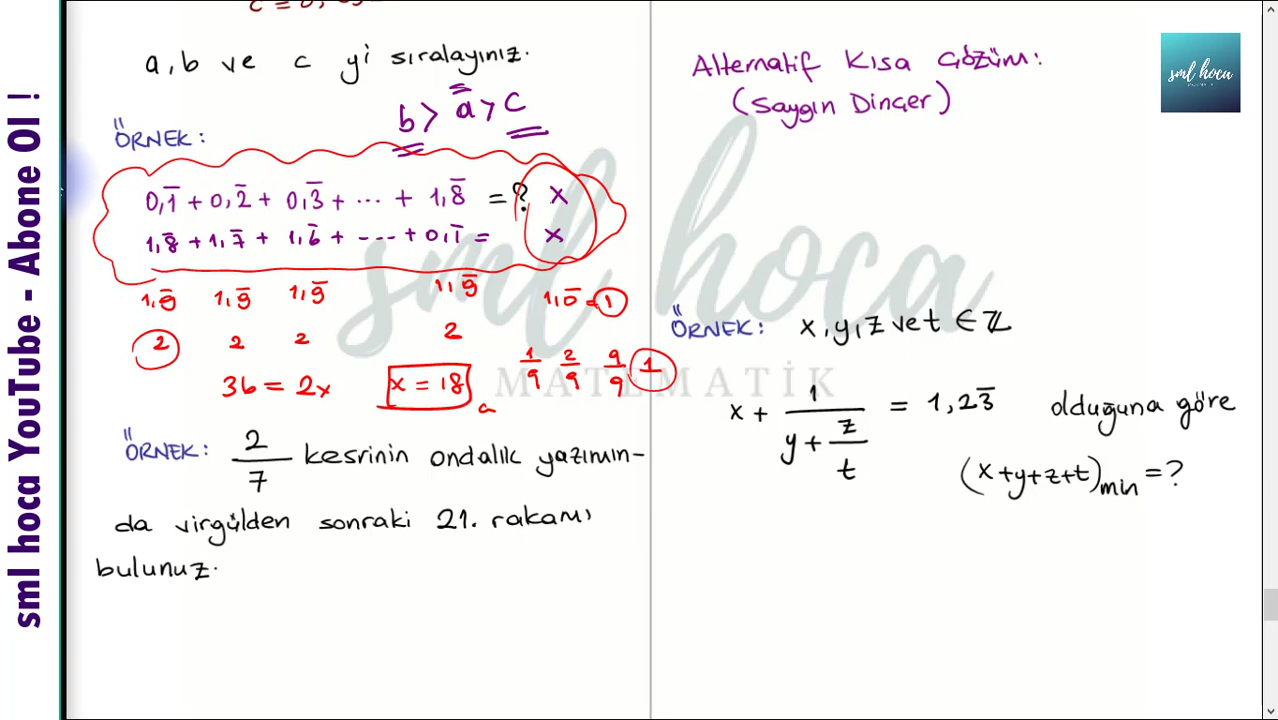 sml hoca YouTube - Abone Ol !
a, b ve c yi sıralayınız.
b > a > c
ÖRNEK:
0,1̅ + 0,2̅ + 0,3̅ + ... + 1,8̅ = ? x
1,8̅ + 1,7̅ + 1,6̅ + ... + 0,1̅ = x
1,9̅ 1,9̅ 1,9̅ 1,9̅ 1,0̅ = 1
2 2 2 2
1/9 2/9 9/9 1
36 = 2x x = 18
ÖRNEK: 2/7 kesrinin ondalık yazımın-
da virgülden sonraki 21. rakamı
bulunuz.
Alternatif Kısa Çözüm:
(Saygın Dinçer)
sml hoca
ÖRNEK: x, y, z ve t ∈ ℤ
x + 1/(y + z/t) = 1,23̅ olduğuna göre
(x+y+z+t)min = ?
sml hoca
MATEMATİK